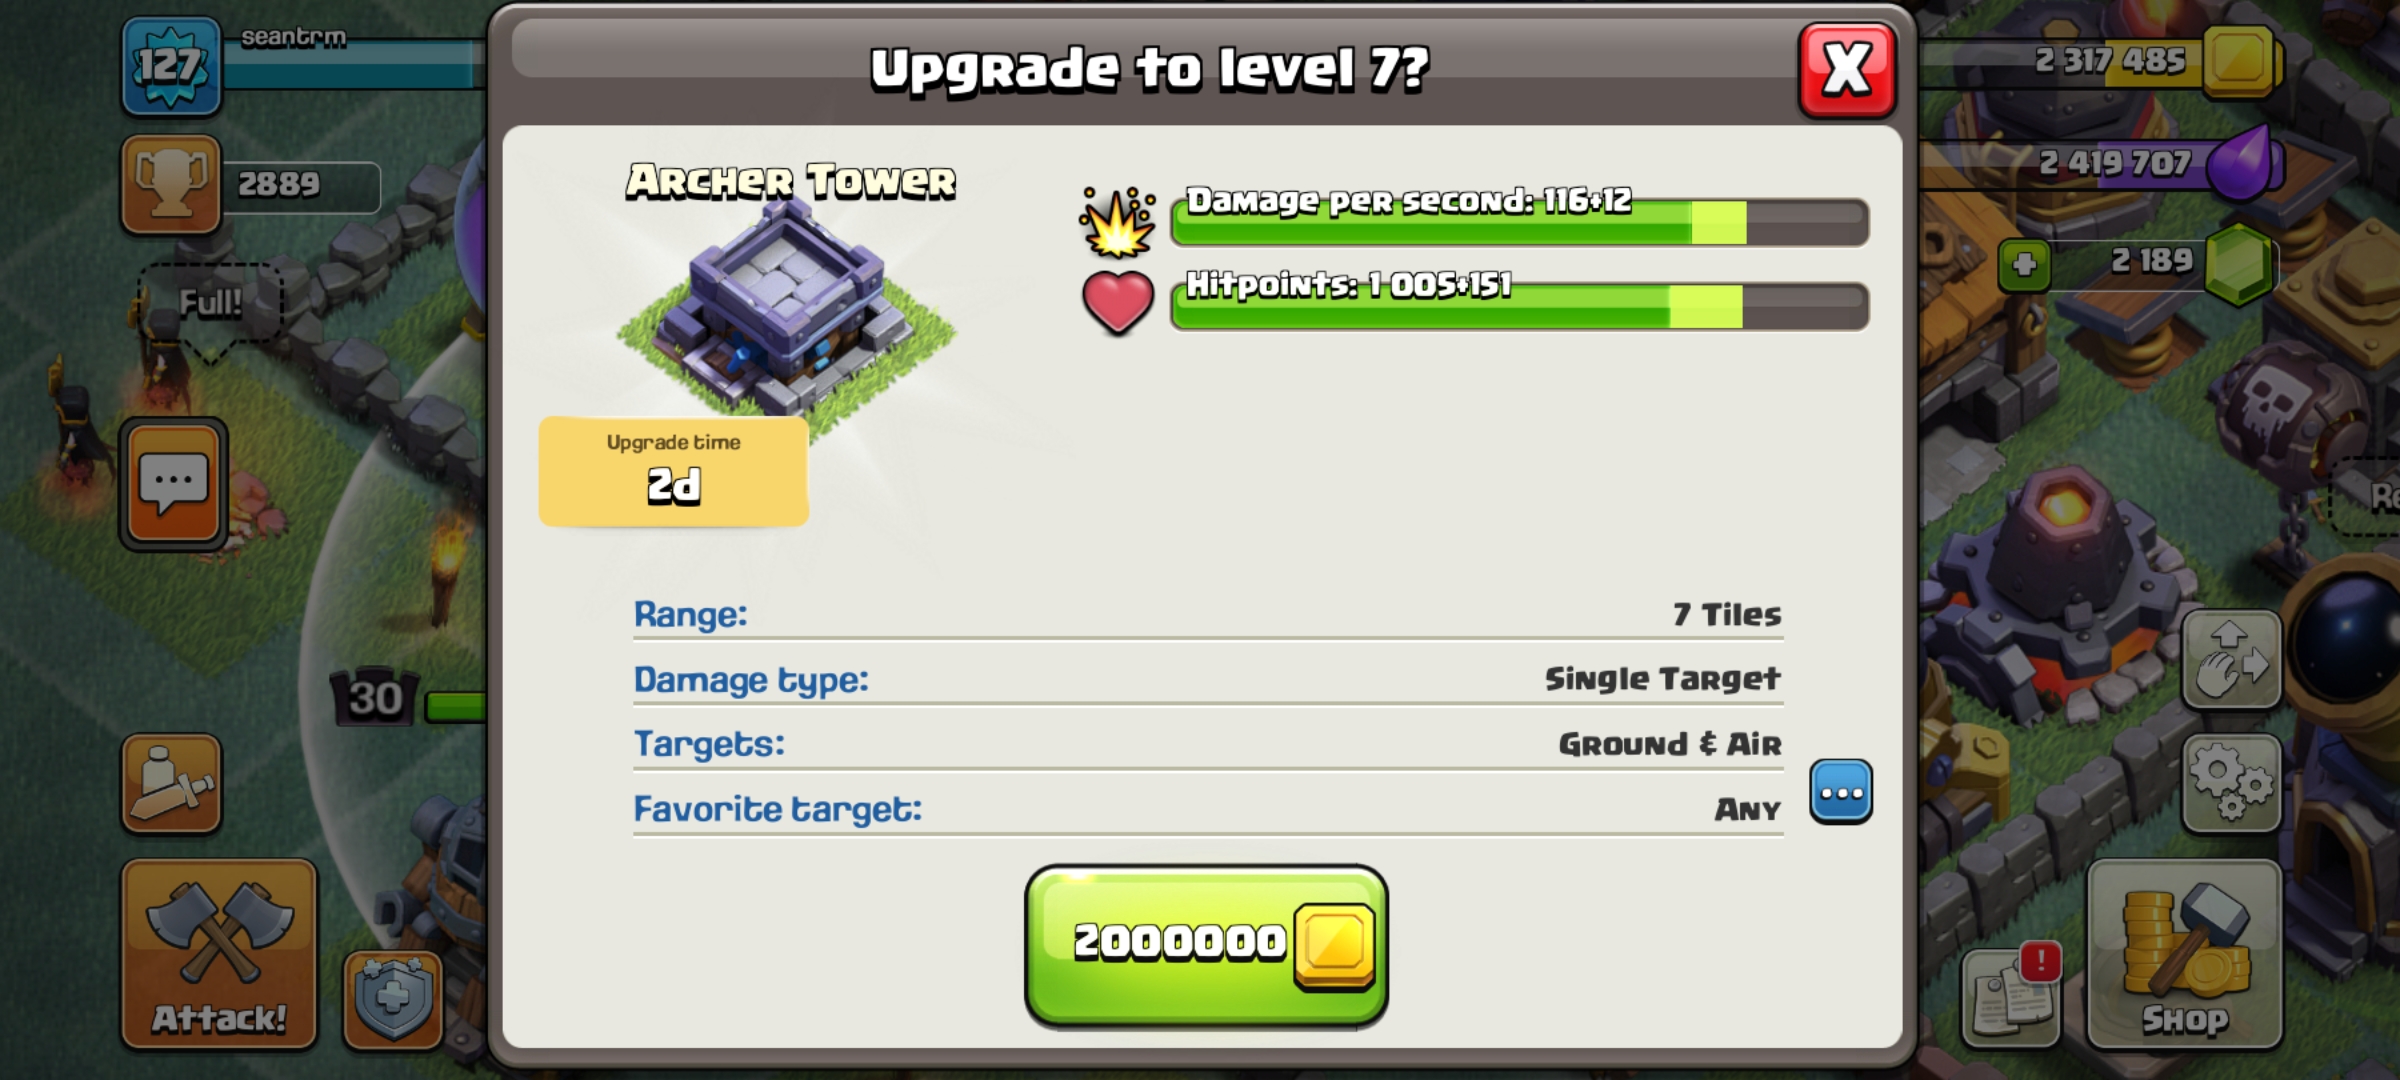 127
seantrm
Upgrade to level 7?
X
2 317 485
2889
Archer Tower
Damage per second: 116+12
2 419 707
Full!
Hitpoints: 1 005+151
2 189
Upgrade time
2d
Range: 7 Tiles
Damage type: Single Target
30
Targets: Ground & Air
Favorite target: Any
2000000
Attack!
!
Shop